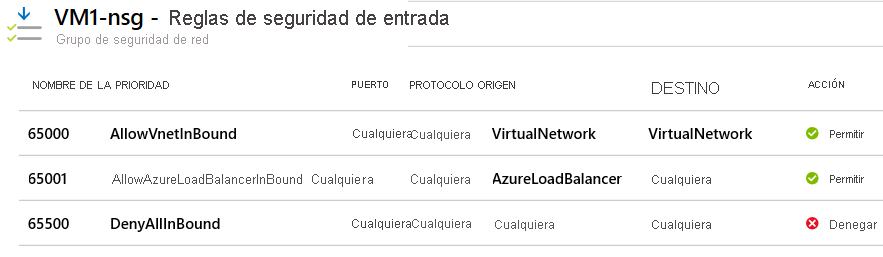 VM1-nsg - Reglas de seguridad de entrada
Grupo de seguridad de red
NOMBRE DE LA PRIORIDAD PUERTO PROTOCOLO ORIGEN DESTINO ACCIÓN
65000 AllowVnetInBound Cualquiera Cualquiera VirtualNetwork VirtualNetwork Permitir
65001 AllowAzureLoadBalancerInBound Cualquiera Cualquiera AzureLoadBalancer Cualquiera Permitir
65500 DenyAllInBound Cualquiera Cualquiera Cualquiera Cualquiera Denegar